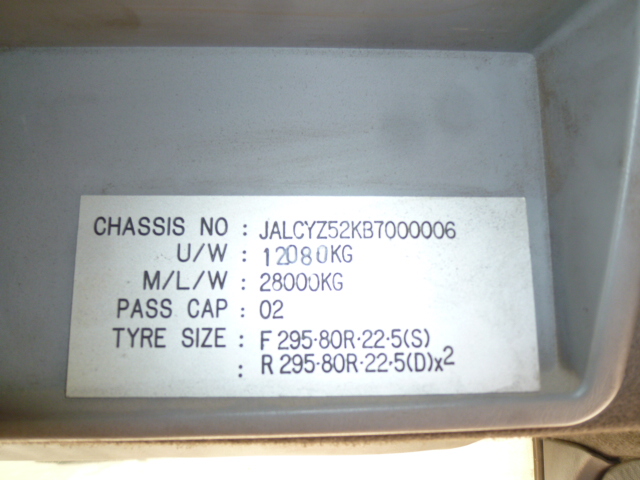 CHASSIS NO : JALCYZ52KB7000006
U/W : 12080KG
M/L/W : 28000KG
PASS CAP : 02
TYRE SIZE : F 295·80R·22·5(S)
: R 295·80R·22·5(D)x2